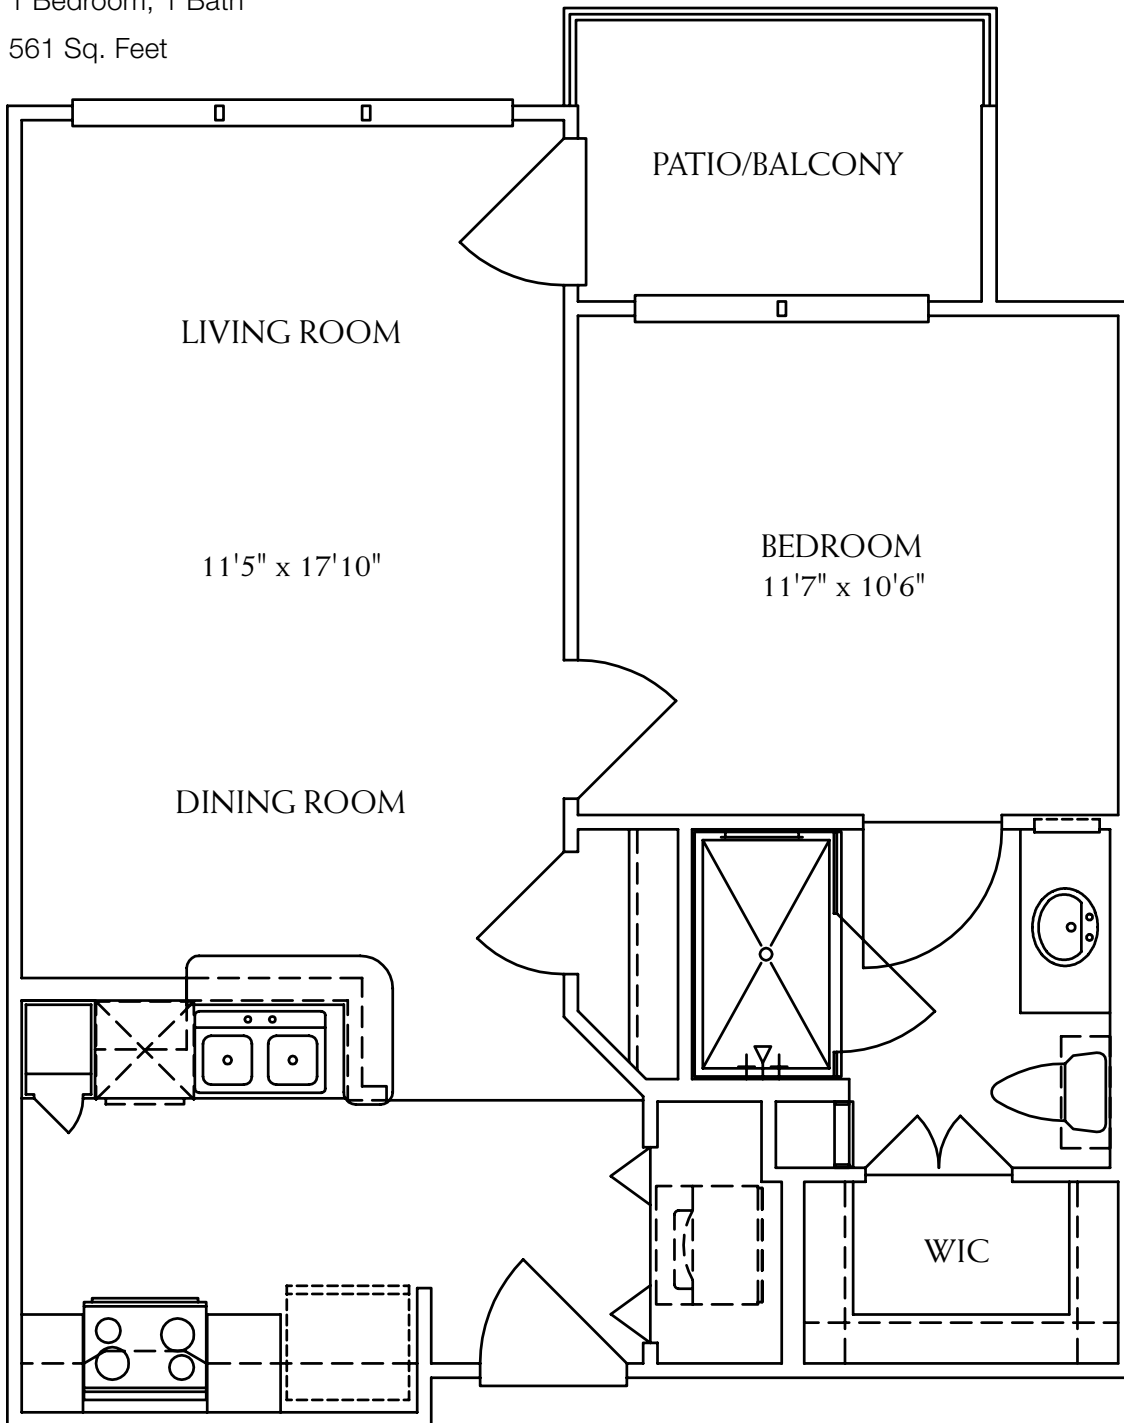 1 Bedroom, 1 Bath
561 Sq. Feet
PATIO/BALCONY
LIVING ROOM
11'5" x 17'10"
BEDROOM
11'7" x 10'6"
DINING ROOM
WIC